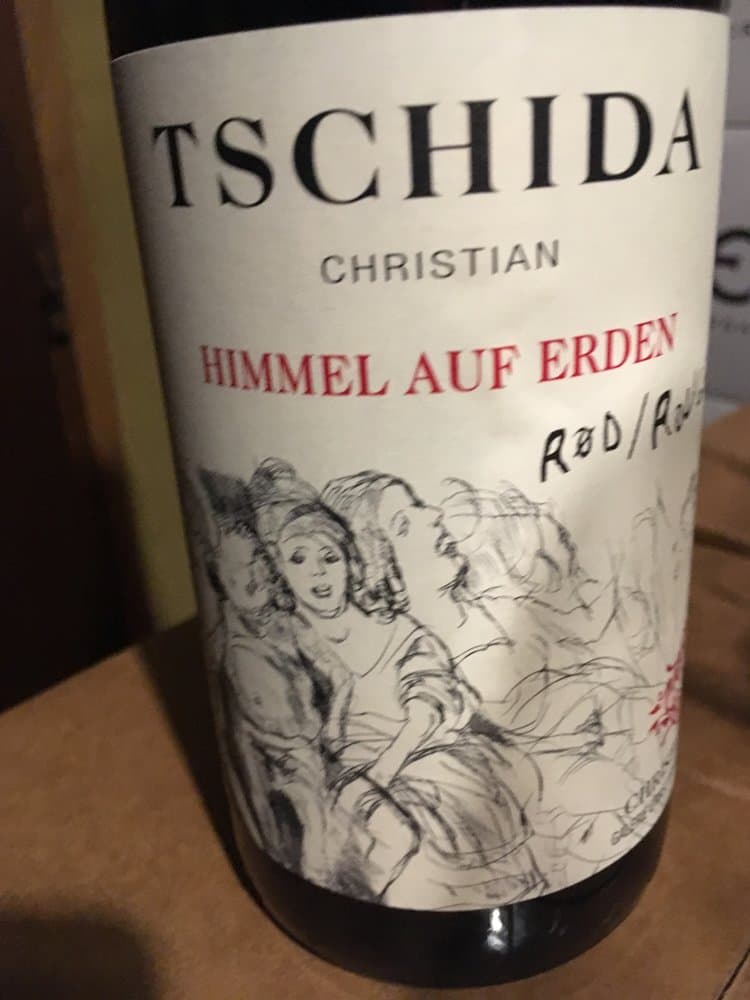 TSCHIDA
CHRISTIAN
HIMMEL AUF ERDEN
RØD/